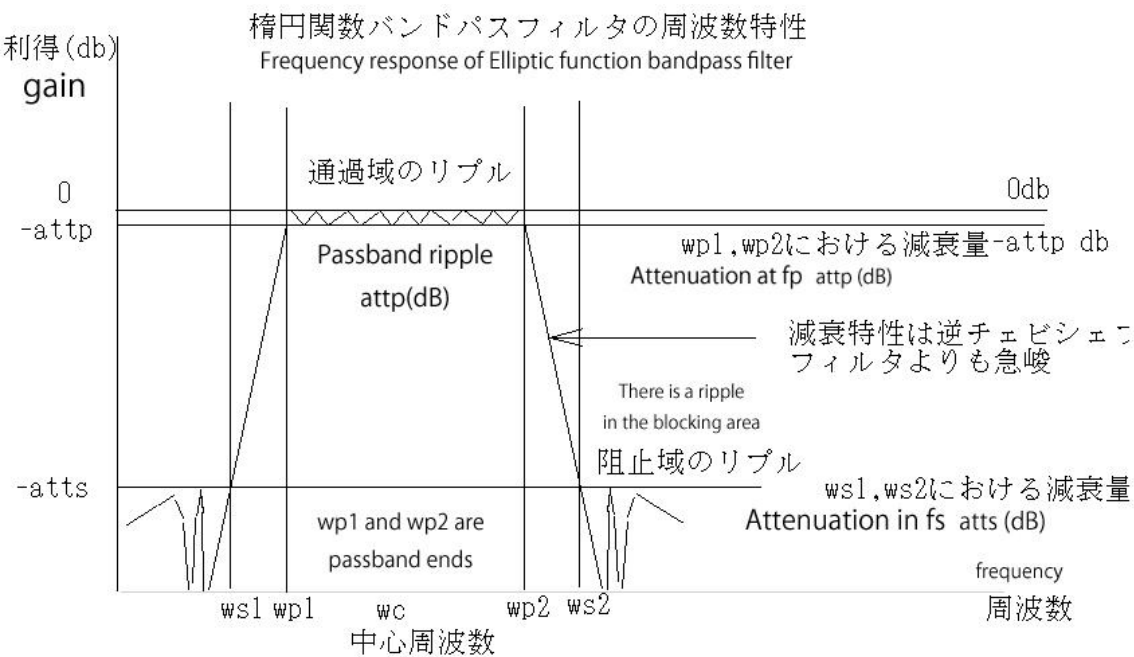 楕円関数バンドパスフィルタの周波数特性
Frequency response of Elliptic function bandpass filter
利得(db)
gain
通過域のリプル
0
0db
-attp
wp1,wp2における減衰量-attp db
Passband ripple
attp(dB)
Attenuation at fp attp (dB)
減衰特性は逆チェビシェフ
フィルタよりも急峻
There is a ripple
in the blocking area
阻止域のリプル
-atts
ws1,ws2における減衰量
Attenuation in fs atts (dB)
wp1 and wp2 are
passband ends
frequency
ws1 wp1 wc wp2 ws2 周波数
中心周波数